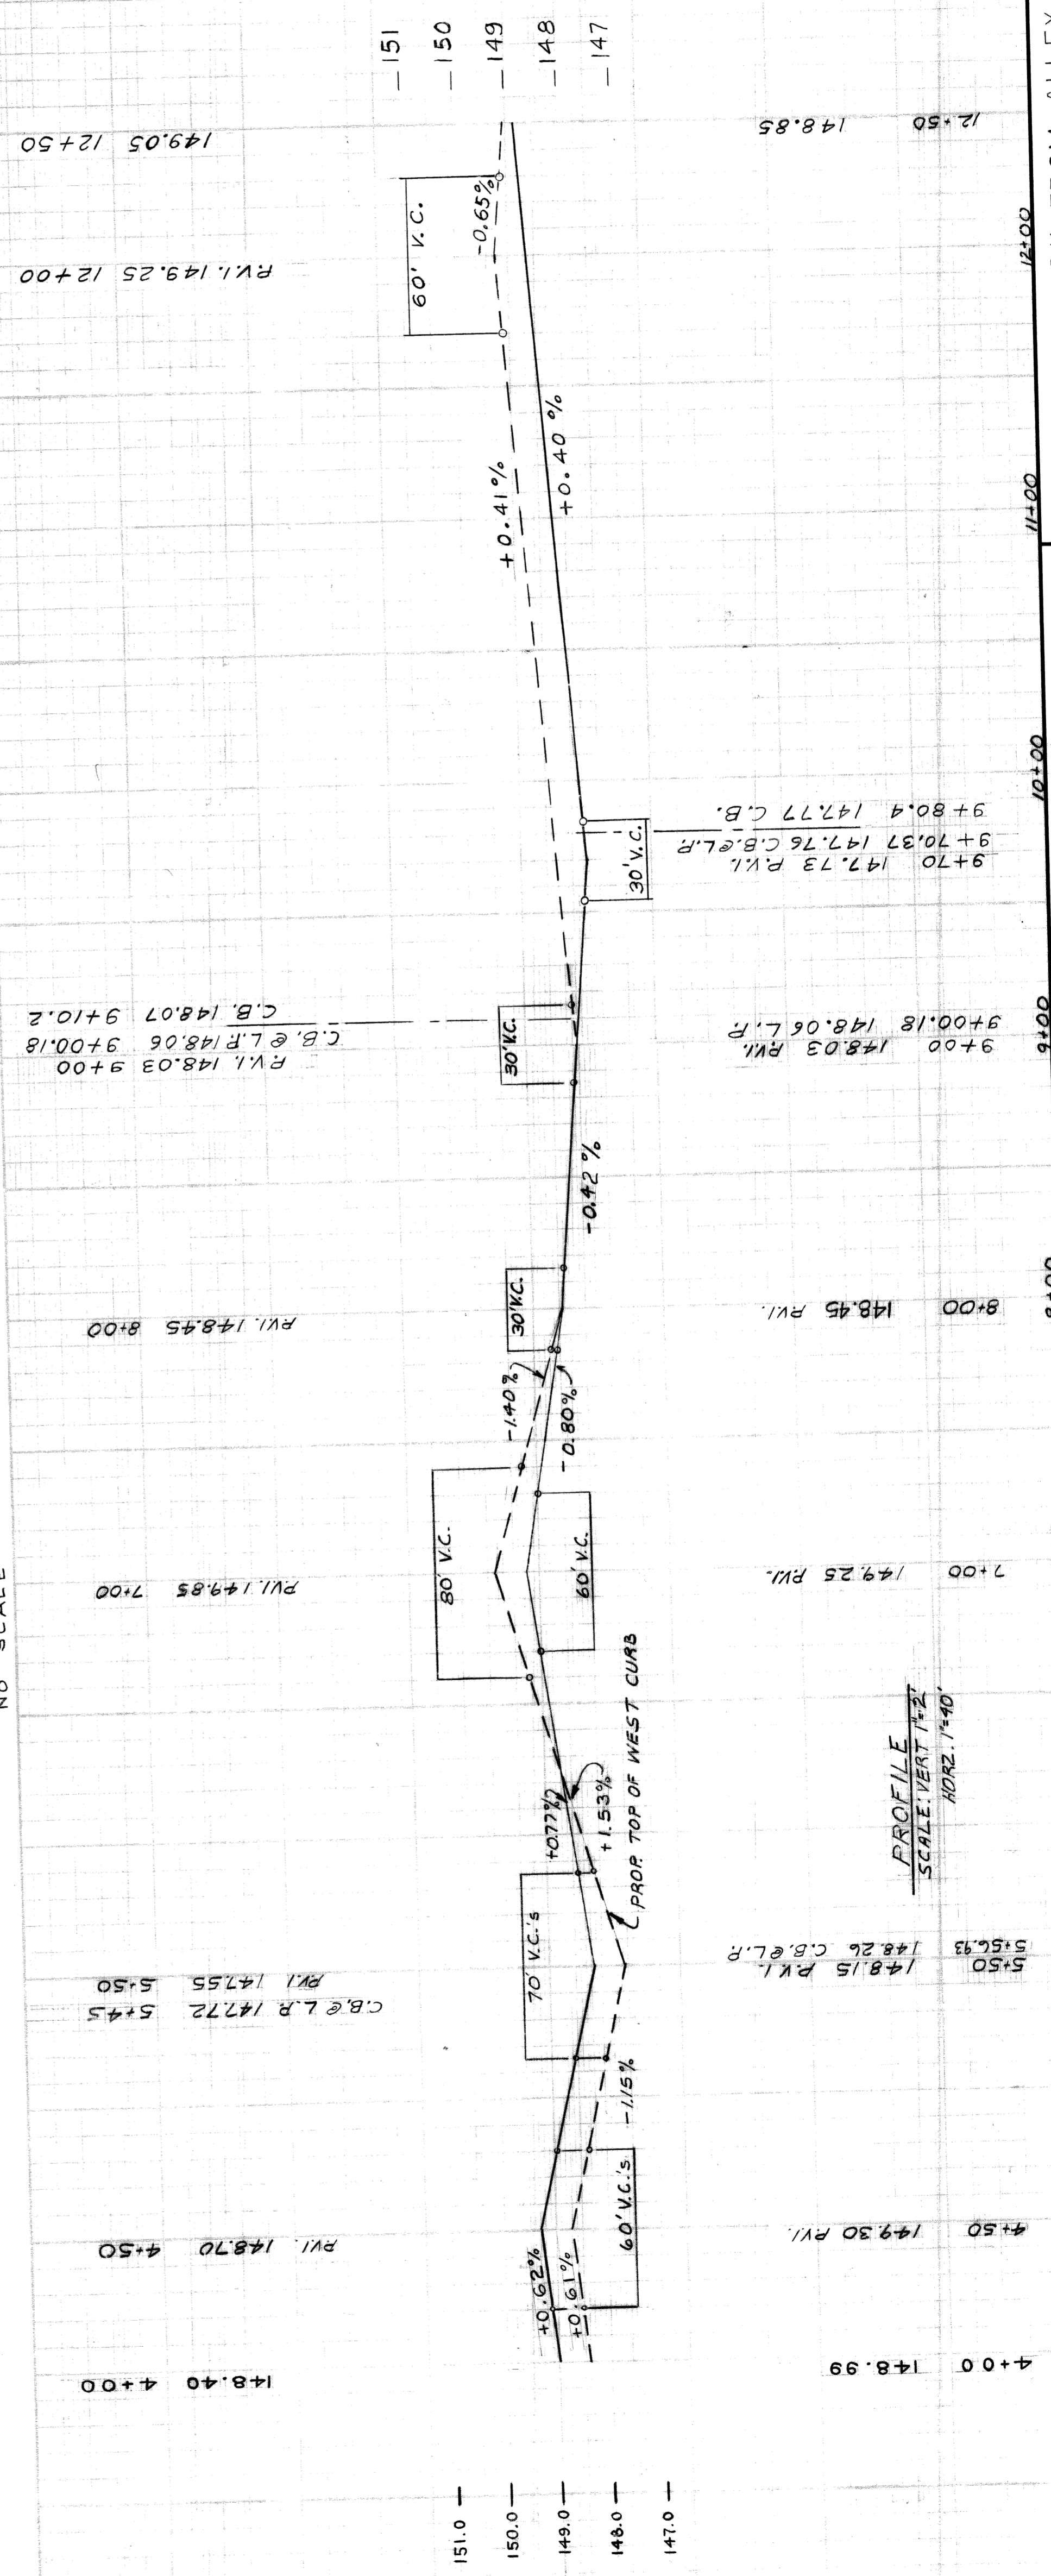 NO SCALE
149.05 12+50
P.V.I. 149.25 12+00
C.B. 148.07 9+10.2
C.B. @ L.P. 148.06 9+00.18
P.V.I. 148.03 9+00
P.V.I. 148.45 8+00
P.V.I. 149.85 7+00
P.V.I 147.55 5+50
C.B. @ L.P. 147.72 5+45
P.V.I. 148.70 4+50
148.40 4+00
-151
-150
-149
-148
-147
60' V.C.
-0.65%
+0.41%
+0.40%
30' V.C.
30' V.C.
-0.42%
30' V.C.
-1.40%
-0.80%
80' V.C.
60' V.C.
+0.77%
+1.53%
PROP. TOP OF WEST CURB
70' V.C.'s
-1.15%
60' V.C.'s
+0.62%
+0.61%
151.0
150.0
149.0
148.0
147.0
12+50 148.85
9+80.4 147.77 C.B.
9+70.37 147.76 C.B.@L.P.
9+70 147.73 P.V.I.
9+00.18 148.06 L.P.
9+00 148.03 P.V.I.
8+00 148.45 P.V.I.
7+00 149.25 P.V.I.
PROFILE
SCALE: VERT 1"=2'
HORZ. 1"=40'
5+56.93 148.26 C.B.@L.P.
5+50 148.15 P.V.I.
4+50 149.30 P.V.I.
4+00 148.99
12+00
11+00
10+00
9+00
8+00